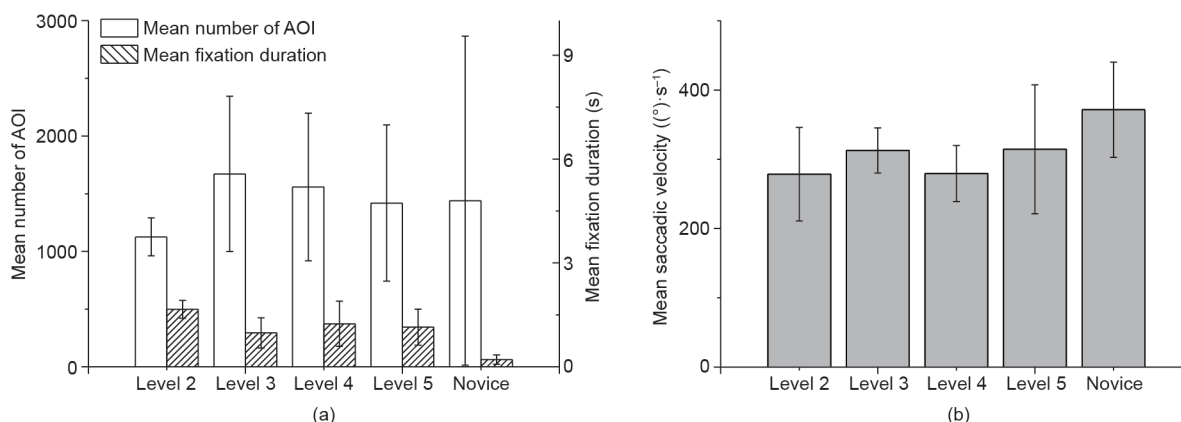 3000
2000
1000
0
Mean number of AOI
Mean number of AOI
Mean fixation duration
9
6
3
0
Mean fixation duration (s)
Level 2 Level 3 Level 4 Level 5 Novice
(a)
400
200
0
Mean saccadic velocity ((°)·s⁻¹)
Level 2 Level 3 Level 4 Level 5 Novice
(b)